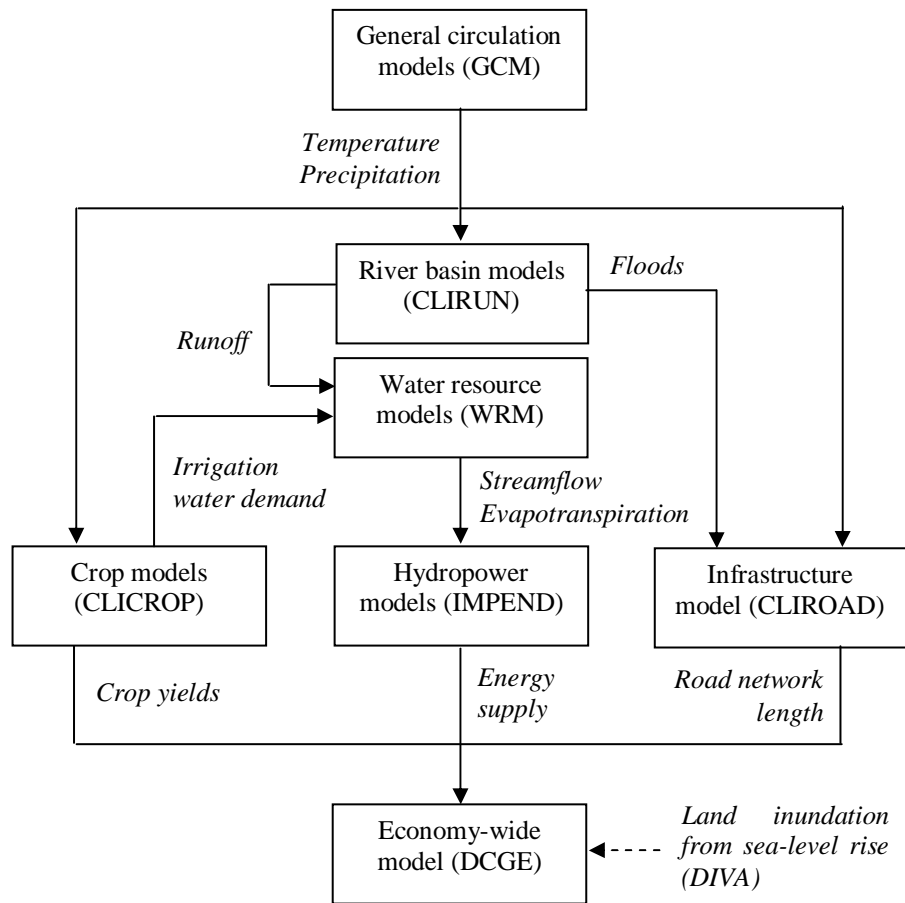 General circulation
models (GCM)
Temperature
Precipitation
River basin models
(CLIRUN)
Floods
Runoff
Water resource
models (WRM)
Irrigation
water demand
Streamflow
Evapotranspiration
Crop models
(CLICROP)
Hydropower
models (IMPEND)
Infrastructure
model (CLIROAD)
Crop yields
Energy
supply
Road network
length
Economy-wide
model (DCGE)
Land inundation
from sea-level rise
(DIVA)